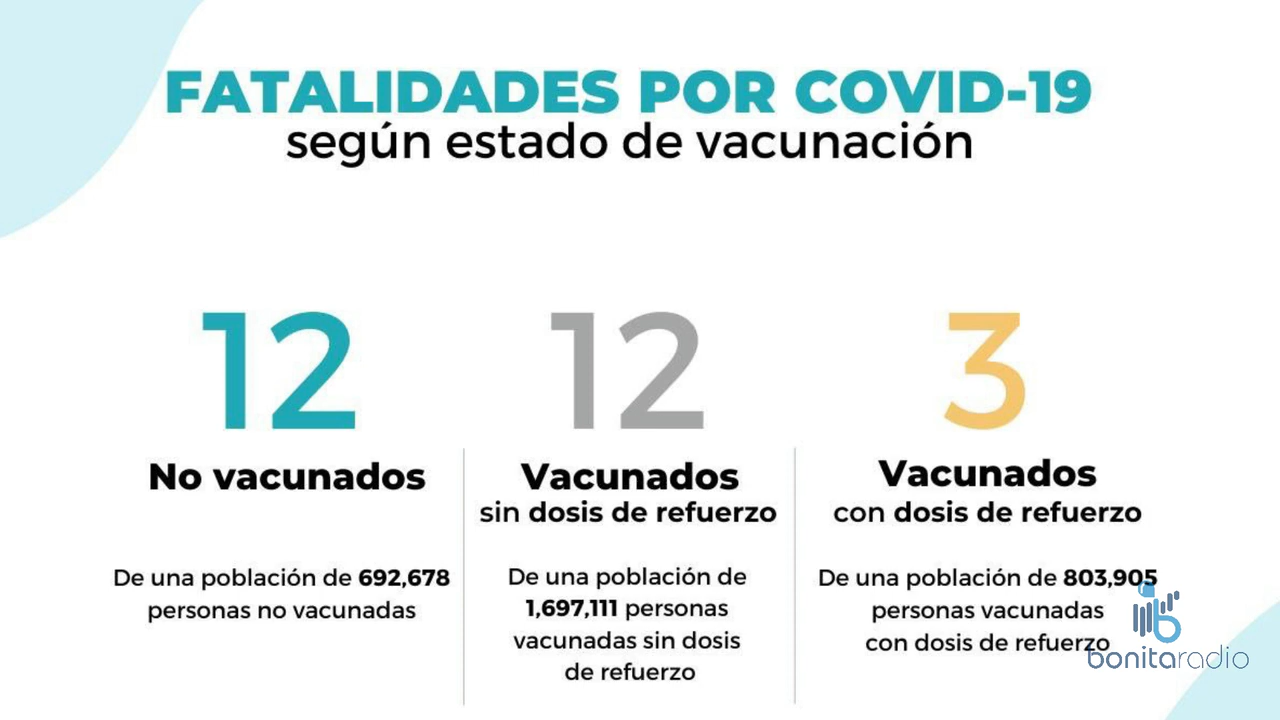 FATALIDADES POR COVID-19
según estado de vacunación
12
No vacunados
De una población de 692,678
personas no vacunadas
12
Vacunados
sin dosis de refuerzo
De una población de
1,697,111 personas
vacunadas sin dosis
de refuerzo
3
Vacunados
con dosis de refuerzo
De una población de 803,905
personas vacunadas
con dosis de refuerzo
bonitaradio